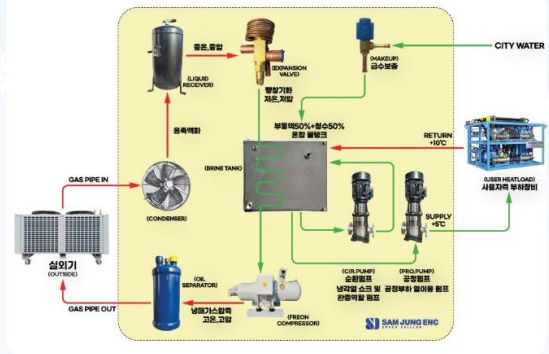 중온,중압
(LIQUID
RECEIVER)
(EXPANSION
VALVE)
팽창기화
저온,저압
(MAKEUP)
급수보충
CITY WATER
응축액화
부동액50%+청수50%
혼합 물탱크
(BRINE TANK)
RETURN
+10℃
(USER HEATLOAD)
사용자측 부하장비
GAS PIPE IN
(CONDENSER)
SUPPLY
+5℃
실외기
(OUTSIDE)
GAS PIPE OUT
(OIL
SEPARATOR)
냉매가스압축
고온,고압
(FREON
COMPRESSOR)
(CIR.PUMP)
순환펌프
냉각열 쇼크 및
완충역할 펌프
(PRO.PUMP)
공정펌프
공정부하 열이동 펌프
SAM JUNG ENC
SPEED CHILLER